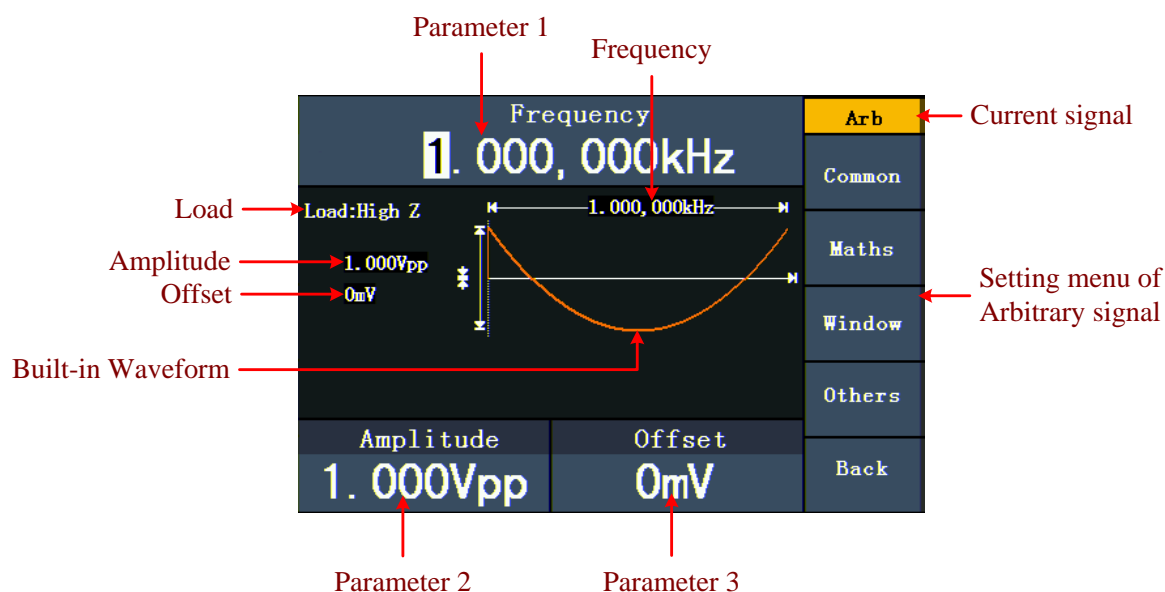 Parameter 1
Frequency
Frequency
Arb
Current signal
1.000,000kHz
Common
Load
Load:High Z
1.000,000kHz
Maths
Amplitude
1.000Vpp
Offset
0mV
Setting menu of
Arbitrary signal
Window
Built-in Waveform
Others
Amplitude
Offset
Back
1.000Vpp
0mV
Parameter 2
Parameter 3